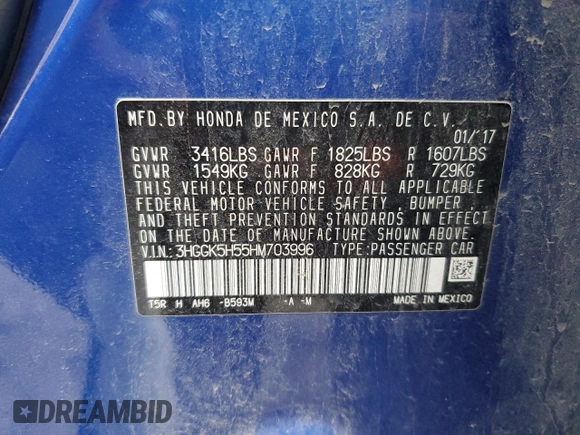 MFD.BY HONDA DE MEXICO S.A. DE C.V.
01/'17
GVWR 3416LBS GAWR F 1825LBS R 1607LBS
GVWR 1549KG GAWR F 828KG R 729KG
THIS VEHICLE CONFORMS TO ALL APPLICABLE
FEDERAL MOTOR VEHICLE SAFETY, BUMPER,
AND THEFT PREVENTION STANDARDS IN EFFECT
ON THE DATE OF MANUFACTURE SHOWN ABOVE.
V.I.N: 3HGGK5H55HM703996 TYPE:PASSENGER CAR
T5R H AH6 -B593M -A -M MADE IN MEXICO
DREAMBID